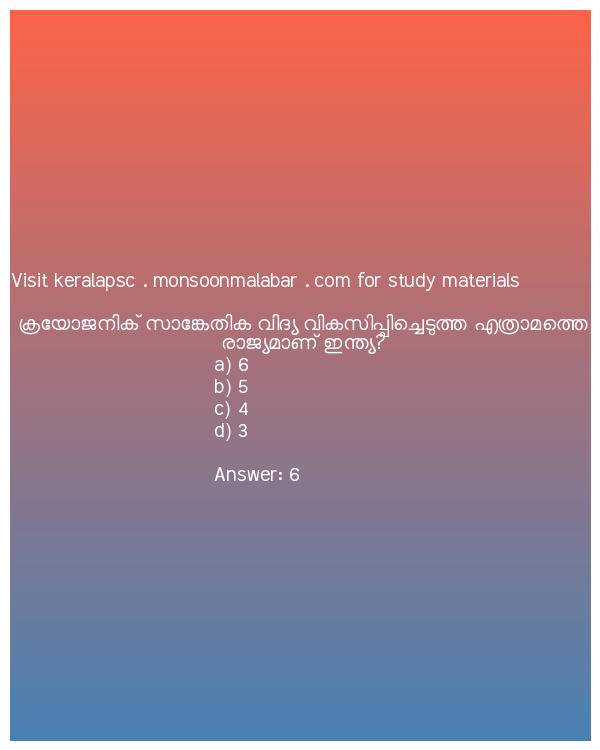 Visit keralapsc . monsoonmalabar . com for study materials
ക്രയോജനിക് സാങ്കേതിക വിദ്യ വികസിപ്പിച്ചെടുത്ത എത്രാമത്തെ
രാജ്യമാണ് ഇന്ത്യ?
a) 6
b) 5
c) 4
d) 3
Answer: 6